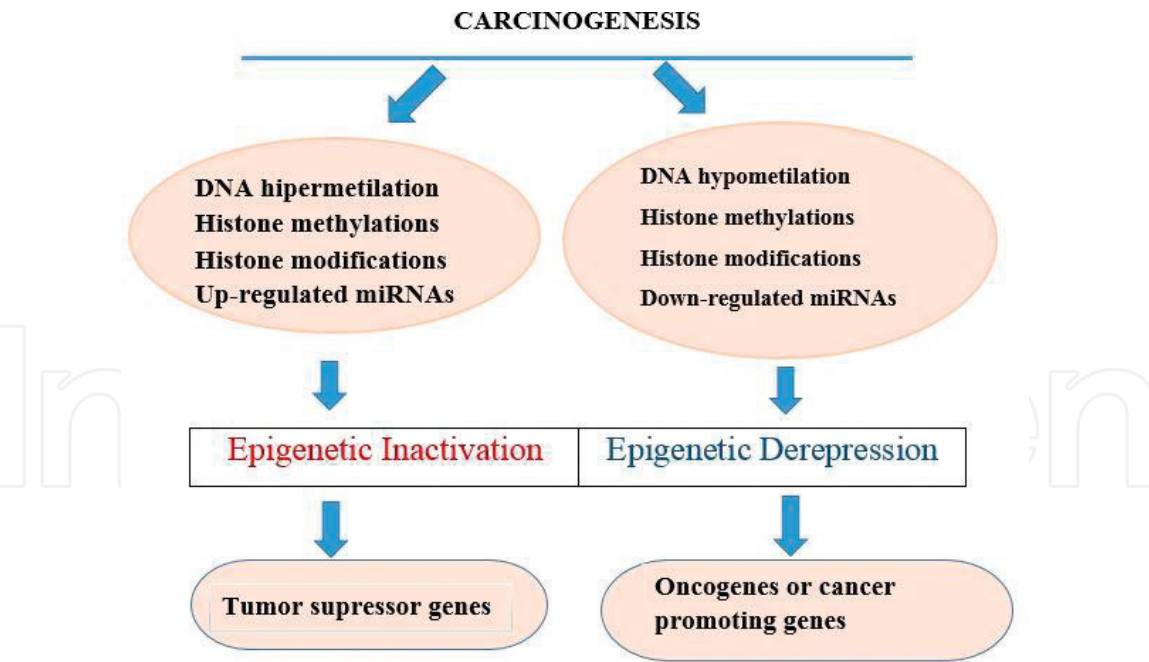 CARCINOGENESIS
DNA hipermetilation
Histone methylations
Histone modifications
Up-regulated miRNAs
DNA hypometilation
Histone methylations
Histone modifications
Down-regulated miRNAs
Epigenetic Inactivation
Epigenetic Derepression
Tumor supressor genes
Oncogenes or cancer
promoting genes